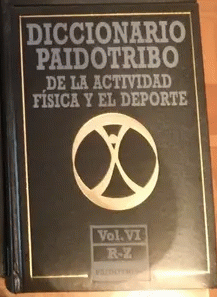 DICCIONARIO
PAIDOTRIBO
DE LA ACTIVIDAD
FÍSICA Y EL DEPORTE
Vol. VI
R-Z